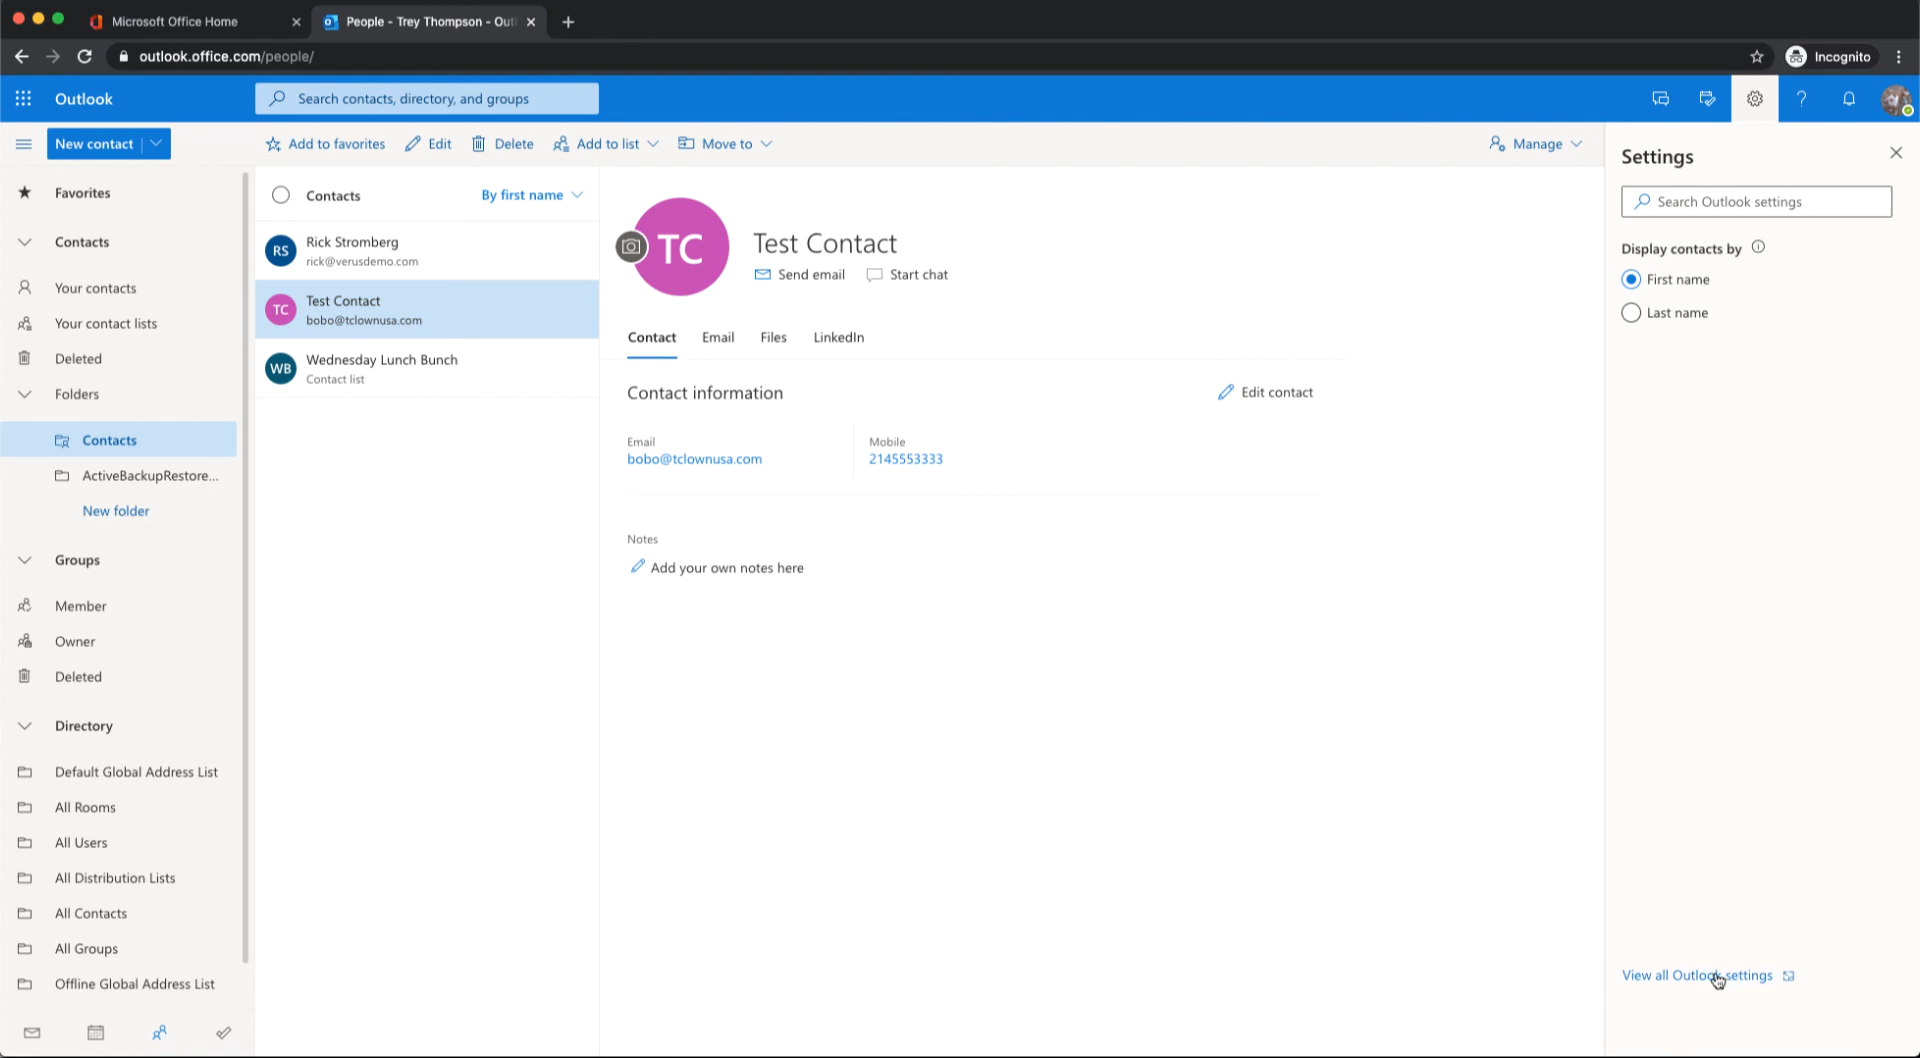 Microsoft Office Home
People - Trey Thompson - Out
outlook.office.com/people/
Incognito
Outlook
Search contacts, directory, and groups
New contact
Add to favorites
Edit
Delete
Add to list
Move to
Manage
Favorites
Contacts
Your contacts
Your contact lists
Deleted
Folders
Contacts
ActiveBackupRestore...
New folder
Groups
Member
Owner
Deleted
Directory
Default Global Address List
All Rooms
All Users
All Distribution Lists
All Contacts
All Groups
Offline Global Address List
Contacts
By first name
RS
Rick Stromberg
rick@verusdemo.com
TC
Test Contact
bobo@tclownusa.com
WB
Wednesday Lunch Bunch
Contact list
TC
Test Contact
Send email
Start chat
Contact
Email
Files
LinkedIn
Contact information
Edit contact
Email
bobo@tclownusa.com
Mobile
2145553333
Notes
Add your own notes here
Settings
Search Outlook settings
Display contacts by
First name
Last name
View all Outlook settings